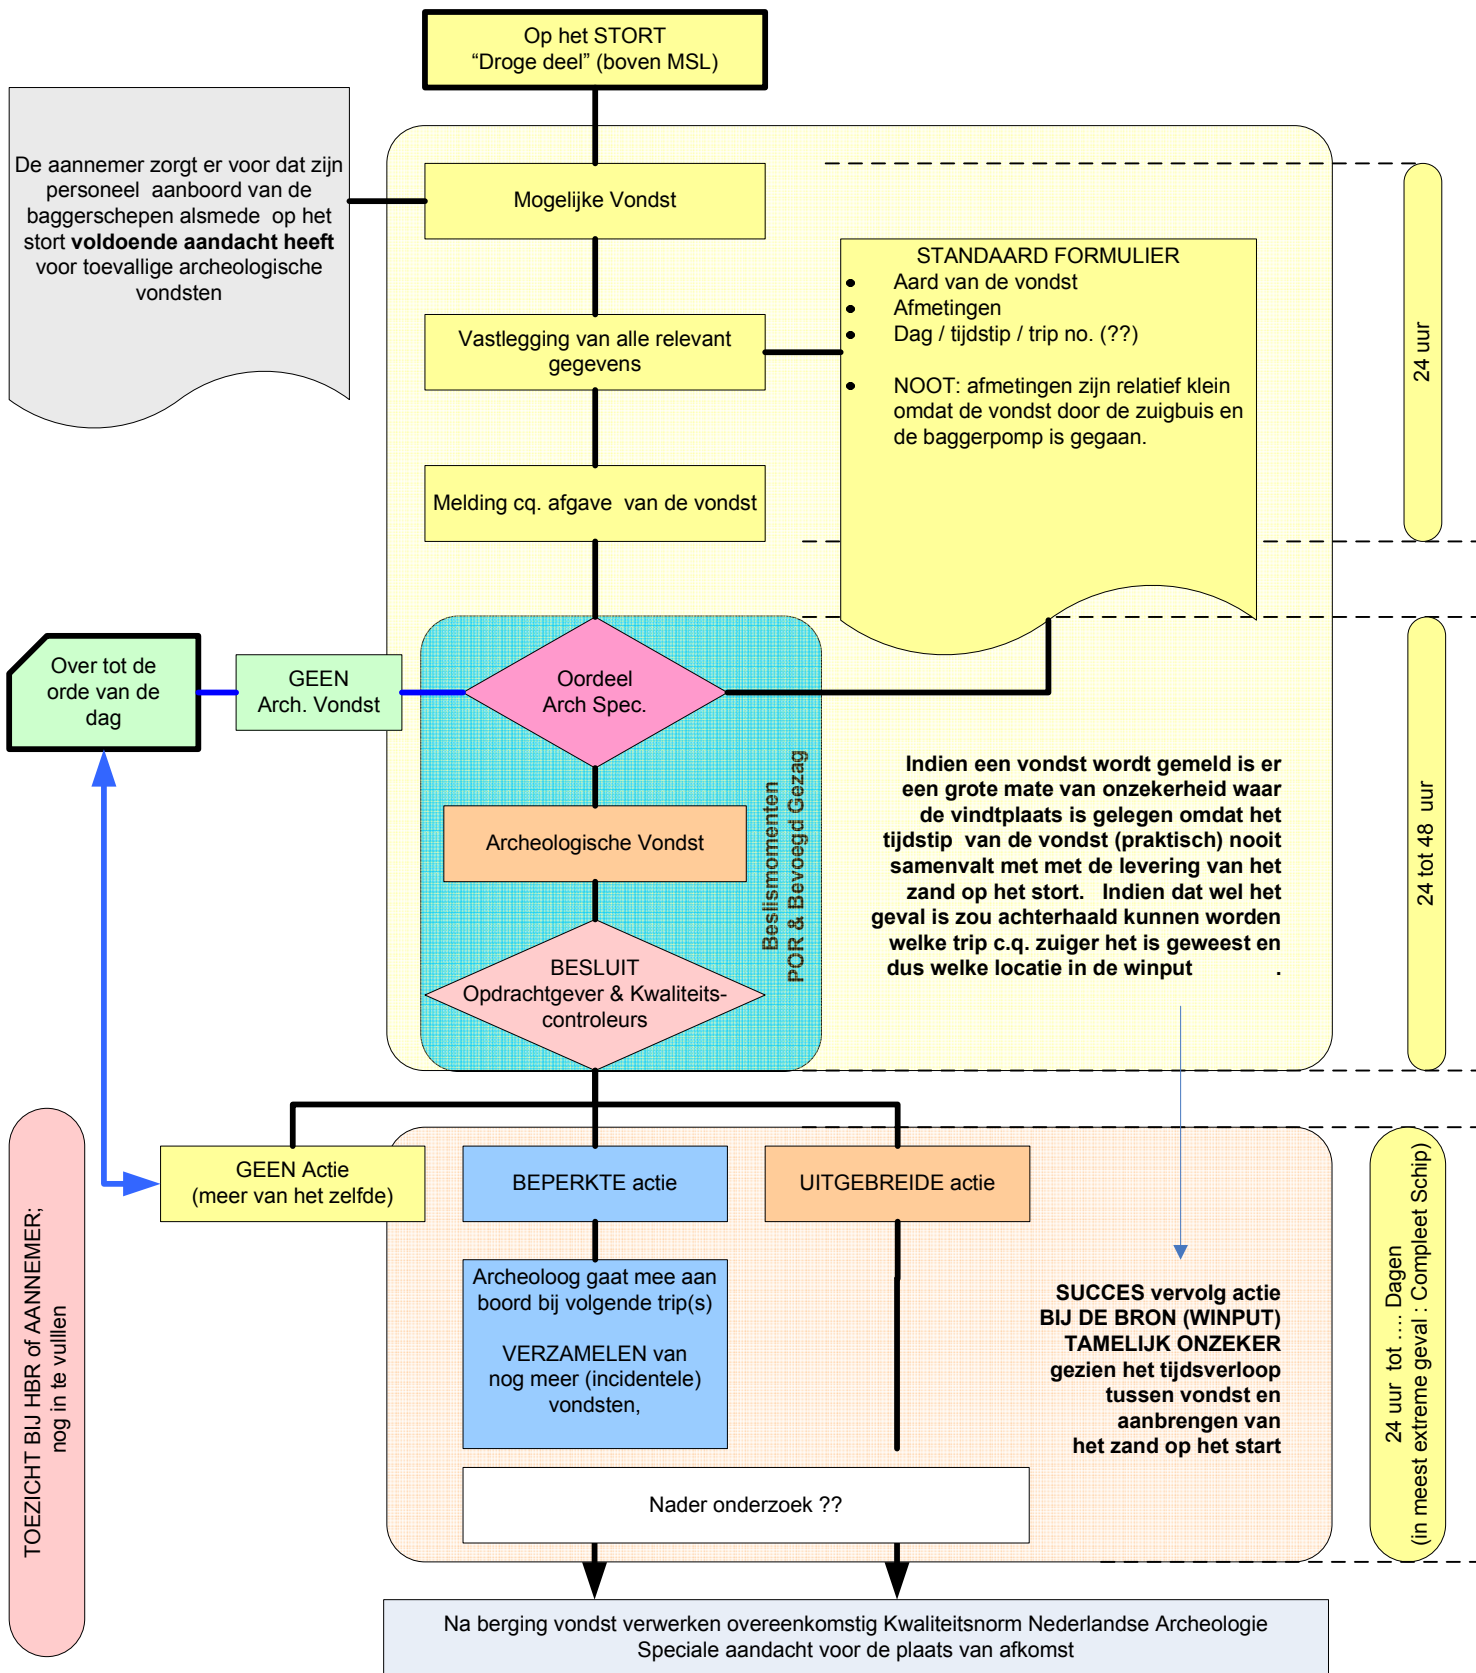 Op het STORT
“Droge deel” (boven MSL)
De aannemer zorgt er voor dat zijn
personeel aanboord van de
baggerschepen alsmede op het
stort voldoende aandacht heeft
voor toevallige archeologische
vondsten
Mogelijke Vondst
Vastlegging van alle relevant
gegevens
STANDAARD FORMULIER
• Aard van de vondst
• Afmetingen
• Dag / tijdstip / trip no. (??)
• NOOT: afmetingen zijn relatief klein
omdat de vondst door de zuigbuis en
de baggerpomp is gegaan.
24 uur
Melding cq. afgave van de vondst
Over tot de
orde van de
dag
GEEN
Arch. Vondst
Oordeel
Arch Spec.
Archeologische Vondst
BESLUIT
Opdrachtgever & Kwaliteits-
controleurs
Beslismomenten
POR & Bevoegd Gezag
Indien een vondst wordt gemeld is er
een grote mate van onzekerheid waar
de vindtplaats is gelegen omdat het
tijdstip van de vondst (praktisch) nooit
samenvalt met met de levering van het
zand op het stort. Indien dat wel het
geval is zou achterhaald kunnen worden
welke trip c.q. zuiger het is geweest en
dus welke locatie in de winput .
24 tot 48 uur
TOEZICHT BIJ HBR of AANNEMER;
nog in te vulllen
GEEN Actie
(meer van het zelfde)
BEPERKTE actie
UITGEBREIDE actie
Archeoloog gaat mee aan
boord bij volgende trip(s)
VERZAMELEN van
nog meer (incidentele)
vondsten,
SUCCES vervolg actie
BIJ DE BRON (WINPUT)
TAMELIJK ONZEKER
gezien het tijdsverloop
tussen vondst en
aanbrengen van
het zand op het start
24 uur tot .... Dagen
(in meest extreme geval : Compleet Schip)
Nader onderzoek ??
Na berging vondst verwerken overeenkomstig Kwaliteitsnorm Nederlandse Archeologie
Speciale aandacht voor de plaats van afkomst